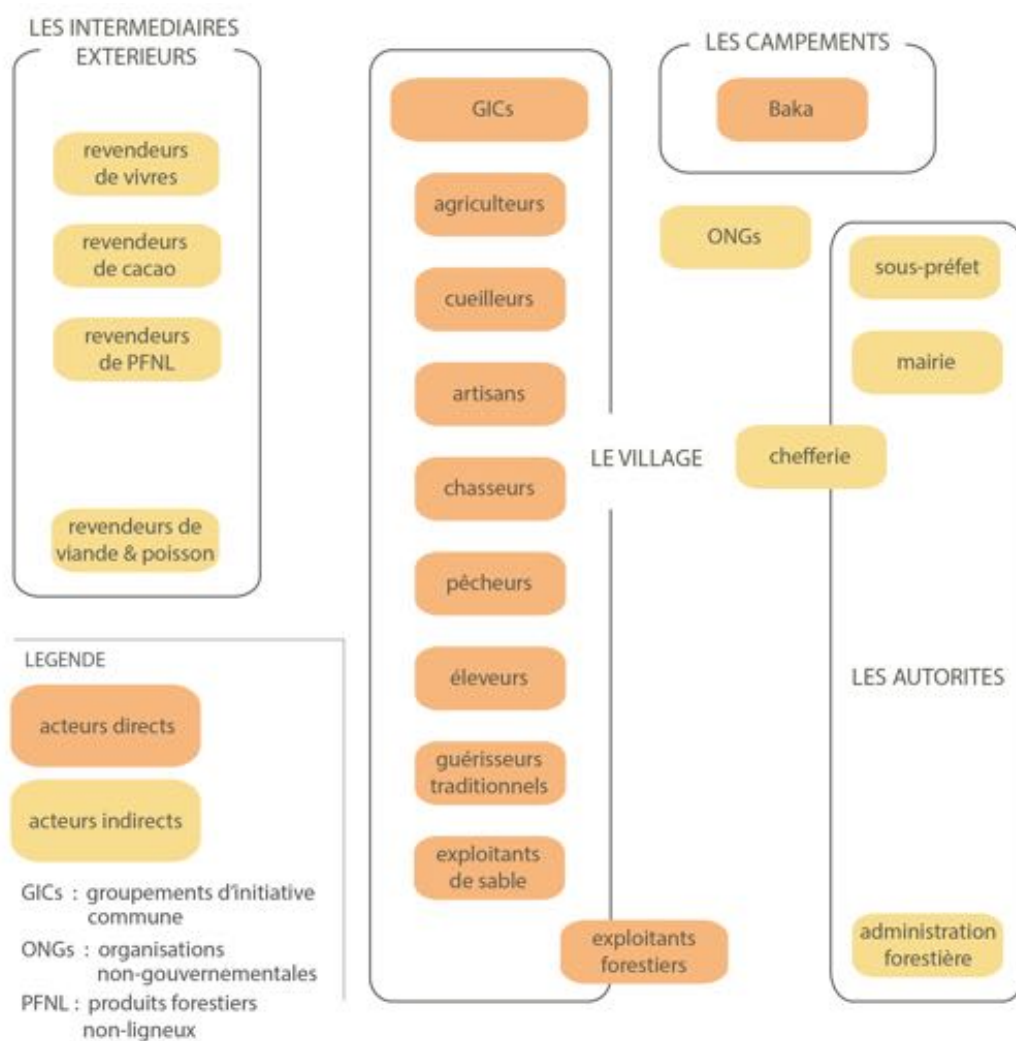 LES INTERMEDIAIRES
EXTERIEURS
revendeurs
de vivres
revendeurs
de cacao
revendeurs
de PFNL
revendeurs de
viande & poisson
GICs
agriculteurs
cueilleurs
artisans
chasseurs
pêcheurs
éleveurs
guérisseurs
traditionnels
exploitants
de sable
exploitants
forestiers
LE VILLAGE
LES CAMPEMENTS
Baka
ONGs
sous-préfet
mairie
chefferie
LES AUTORITES
administration
forestière
LEGENDE
acteurs directs
acteurs indirects
GICs : groupements d'initiative
commune
ONGs : organisations
non-gouvernementales
PFNL : produits forestiers
non-ligneux